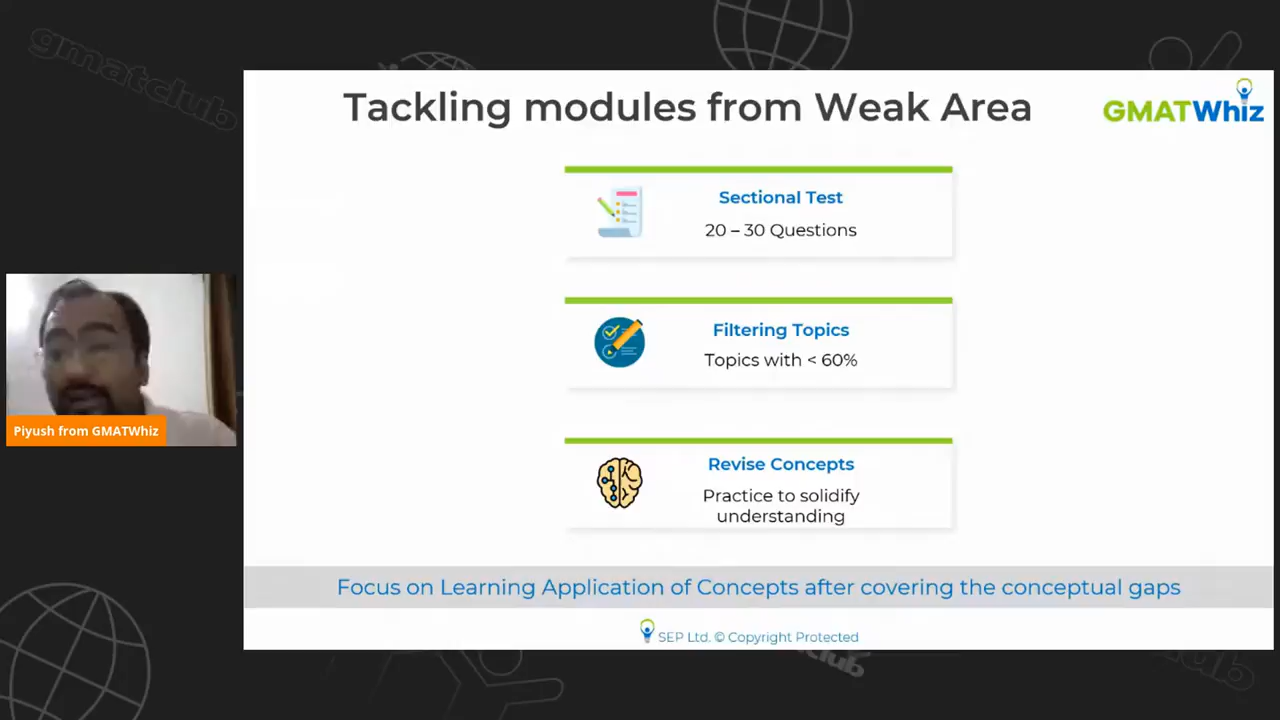 gmatclub
Tackling modules from Weak Area
GMATWhiz
Sectional Test
20 – 30 Questions
Filtering Topics
Topics with < 60%
Piyush from GMATWhiz
Revise Concepts
Practice to solidify
understanding
Focus on Learning Application of Concepts after covering the conceptual gaps
SEP Ltd. © Copyright Protected